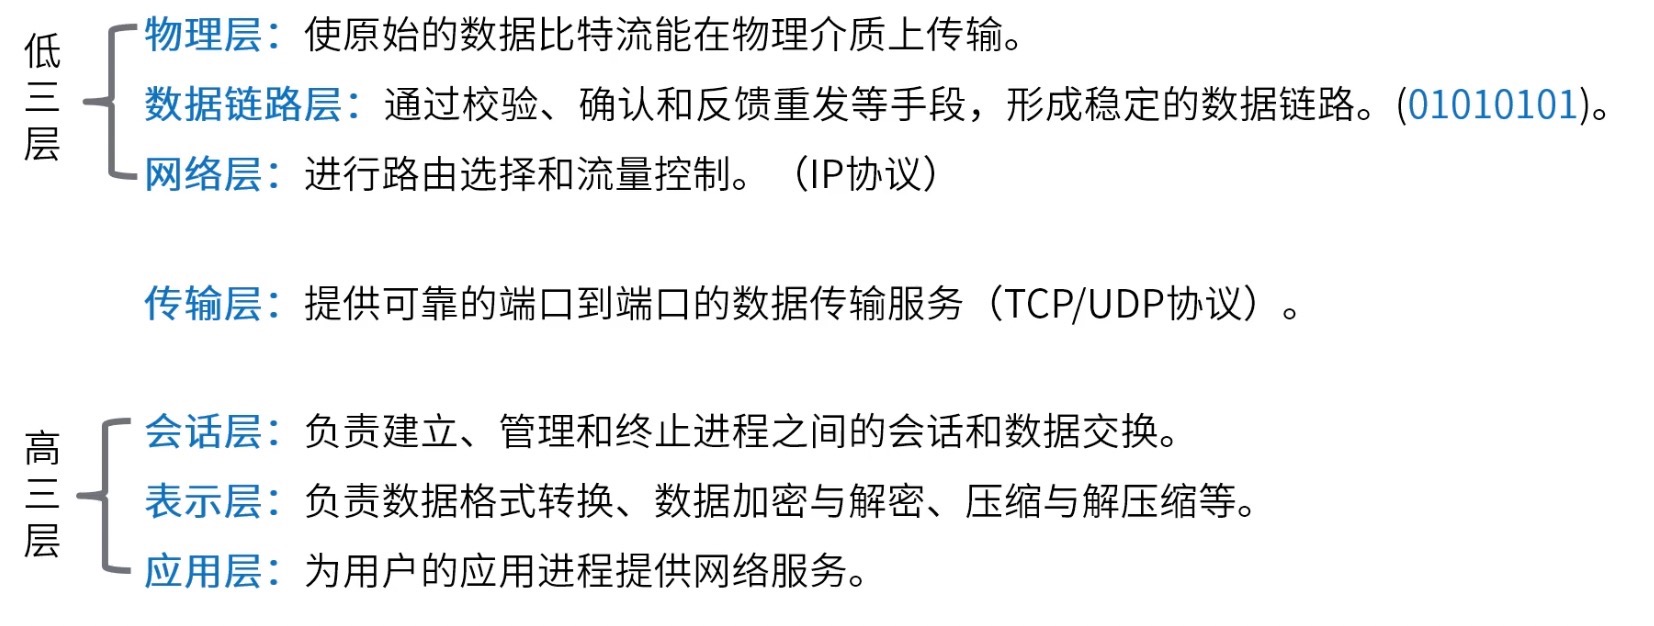 低三层
物理层：使原始的数据比特流能在物理介质上传输。
数据链路层：通过校验、确认和反馈重发等手段，形成稳定的数据链路。(01010101)。
网络层：进行路由选择和流量控制。（IP协议）
传输层：提供可靠的端口到端口的数据传输服务（TCP/UDP协议）。
高三层
会话层：负责建立、管理和终止进程之间的会话和数据交换。
表示层：负责数据格式转换、数据加密与解密、压缩与解压缩等。
应用层：为用户的应用进程提供网络服务。